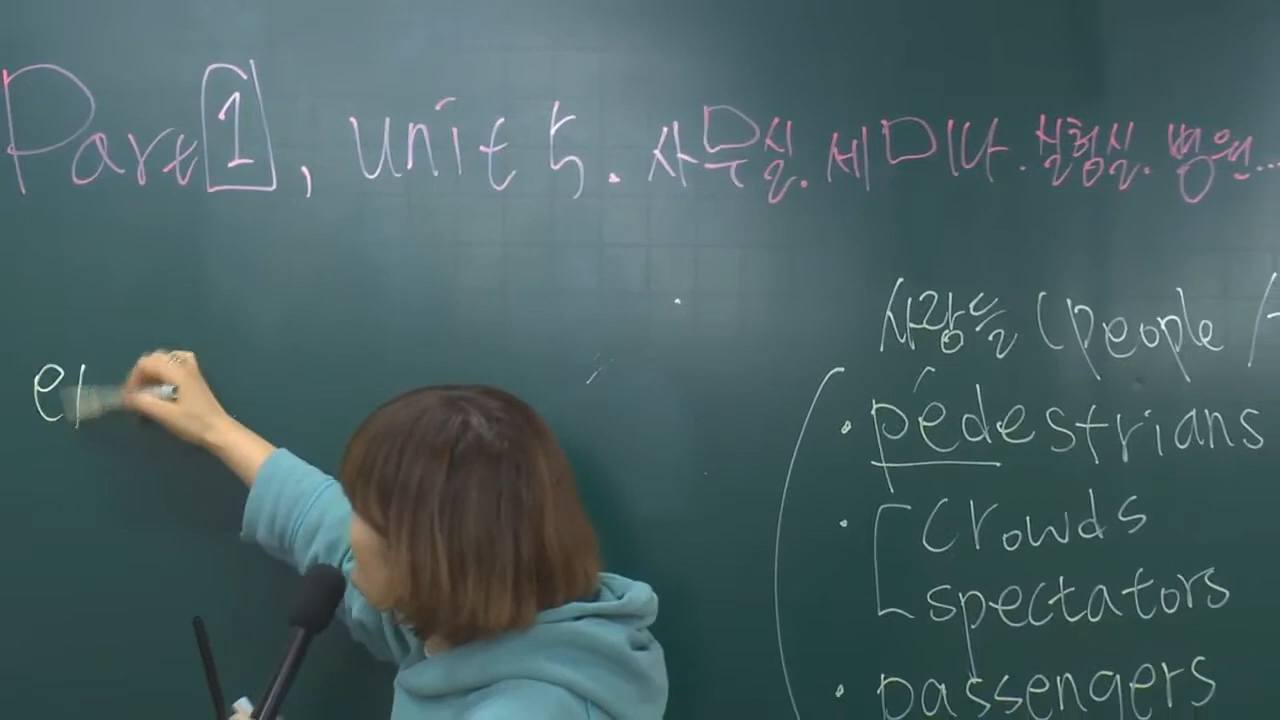 Part 1, unit 5. 사무실. 세미나. 실험실. 병원...
사람들 (people /
· pedestrians
· crowds
spectators
· passengers